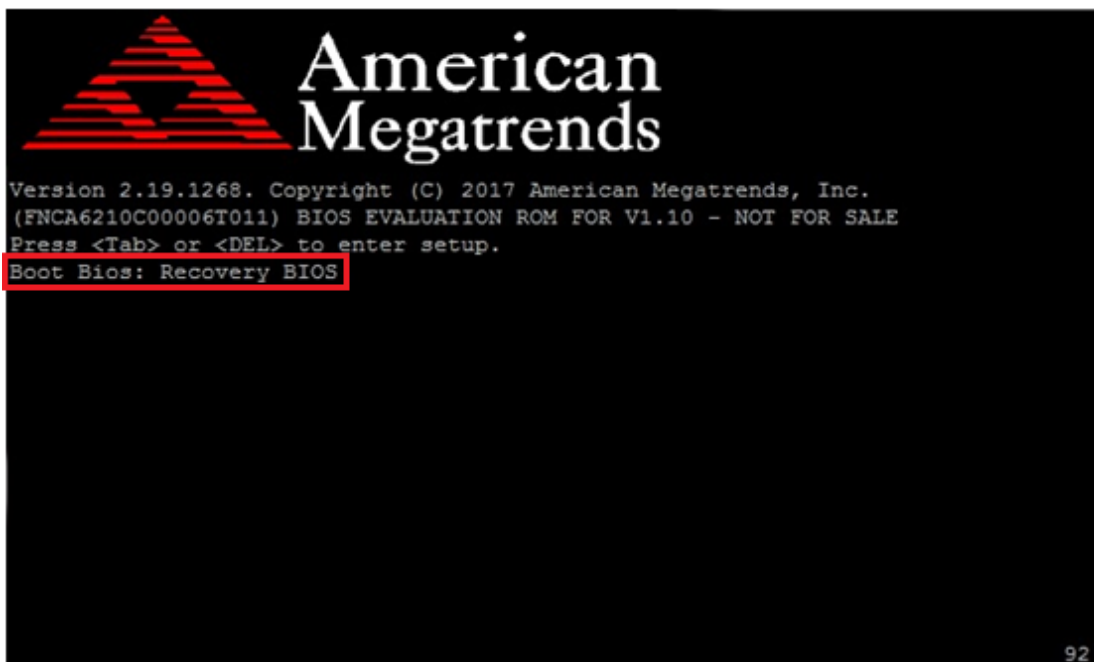 American
Megatrends
Version 2.19.1268. Copyright (C) 2017 American Megatrends, Inc.
(FNCA6210C00006T011) BIOS EVALUATION ROM FOR V1.10 - NOT FOR SALE
Press <Tab> or <DEL> to enter setup.
Boot Bios: Recovery BIOS
92